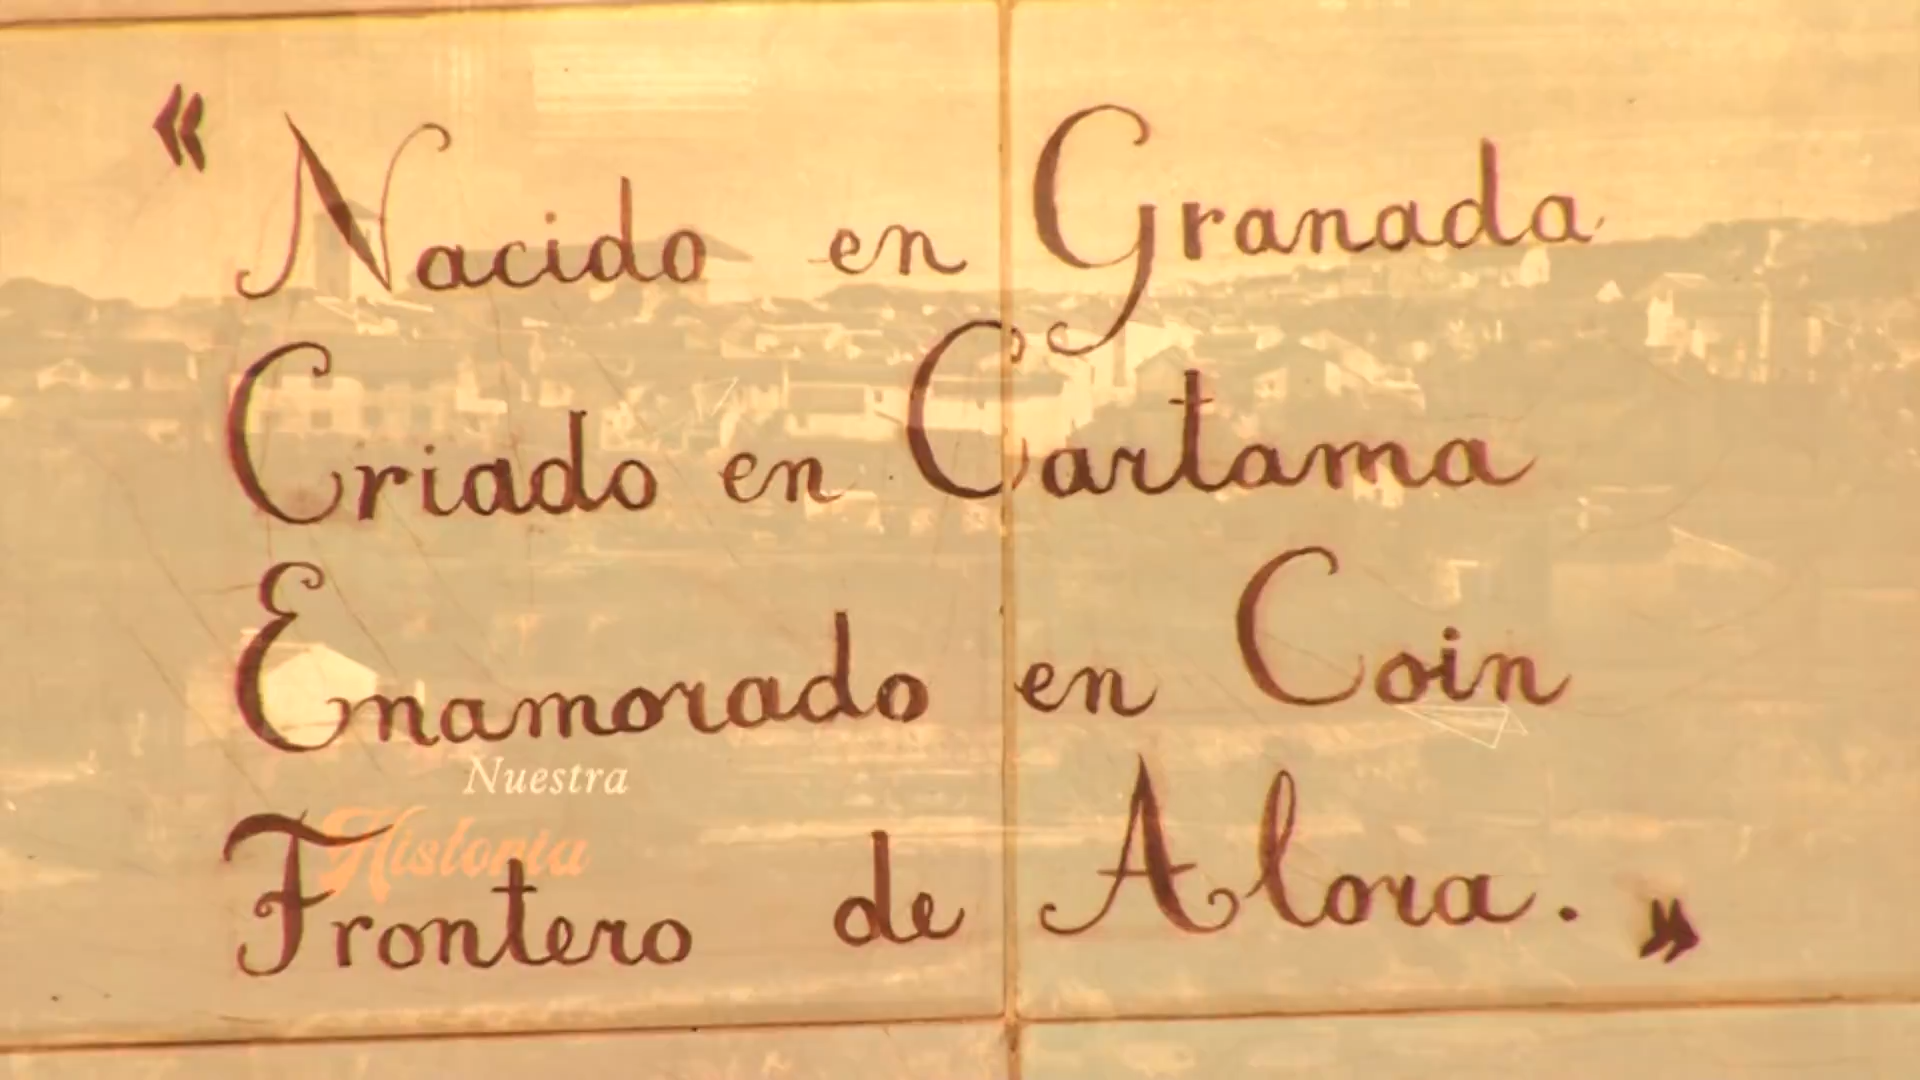 « Nacido en Granada
Criado en Cartama
Enamorado en Coin
Nuestra
Historia
Frontero de Alora. »